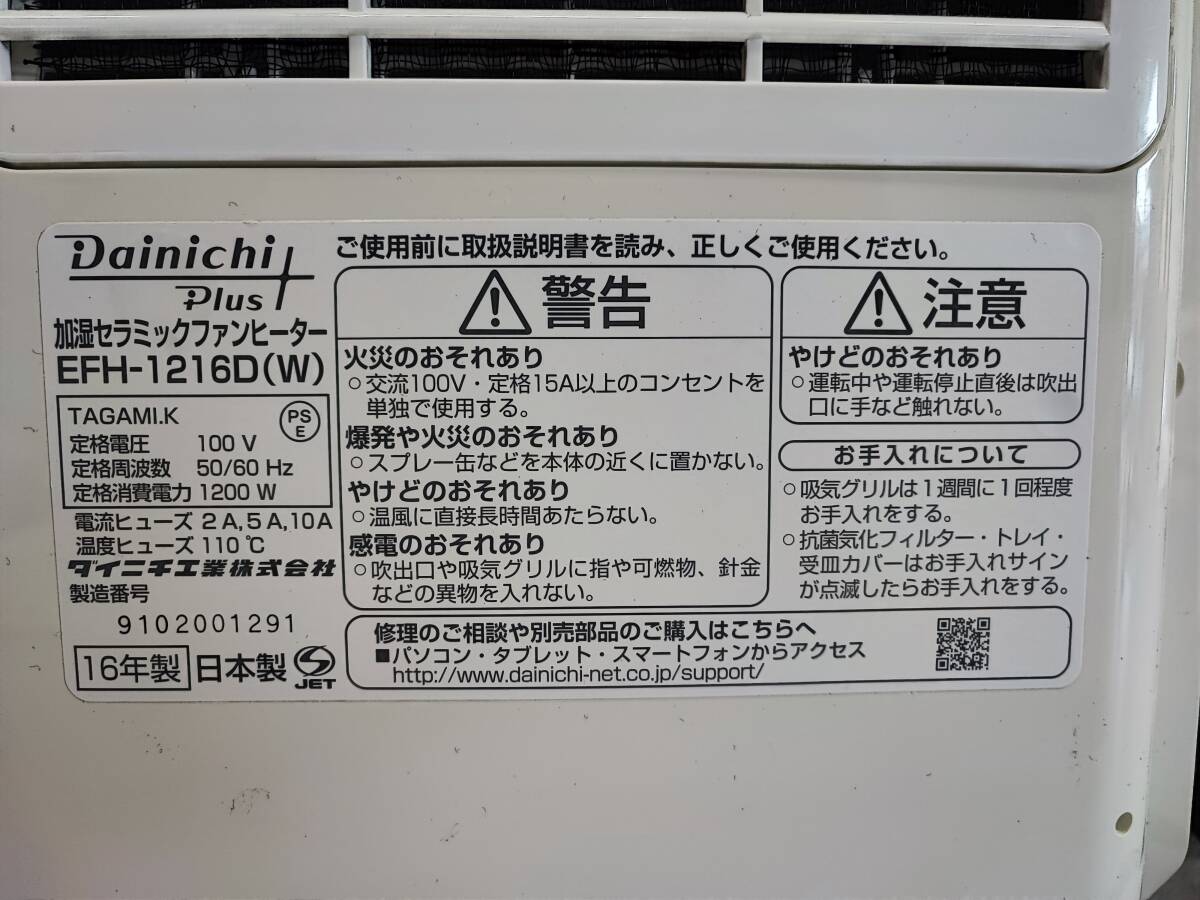 Dainichi
Plus
加湿セラミックファンヒーター
EFH-1216D(W)
TAGAMI.K
PS
E
定格電圧 100 V
定格周波数 50/60 Hz
定格消費電力 1200 W
電流ヒューズ 2A,5A,10A
温度ヒューズ 110℃
ダイニチ工業株式会社
製造番号
9102001291
16年製 日本製
JET
ご使用前に取扱説明書を読み、正しくご使用ください。
警告
火災のおそれあり
○交流100V・定格15A以上のコンセントを
単独で使用する。
爆発や火災のおそれあり
○スプレー缶などを本体の近くに置かない。
やけどのおそれあり
○温風に直接長時間あたらない。
感電のおそれあり
○吹出口や吸気グリルに指や可燃物、針金
などの異物を入れない。
注意
やけどのおそれあり
○運転中や運転停止直後は吹出
口に手など触れない。
お手入れについて
○吸気グリルは1週間に1回程度
お手入れをする。
○抗菌気化フィルター・トレイ・
受皿カバーはお手入れサイン
が点滅したらお手入れをする。
修理のご相談や別売部品のご購入はこちらへ
■パソコン・タブレット・スマートフォンからアクセス
http://www.dainichi-net.co.jp/support/